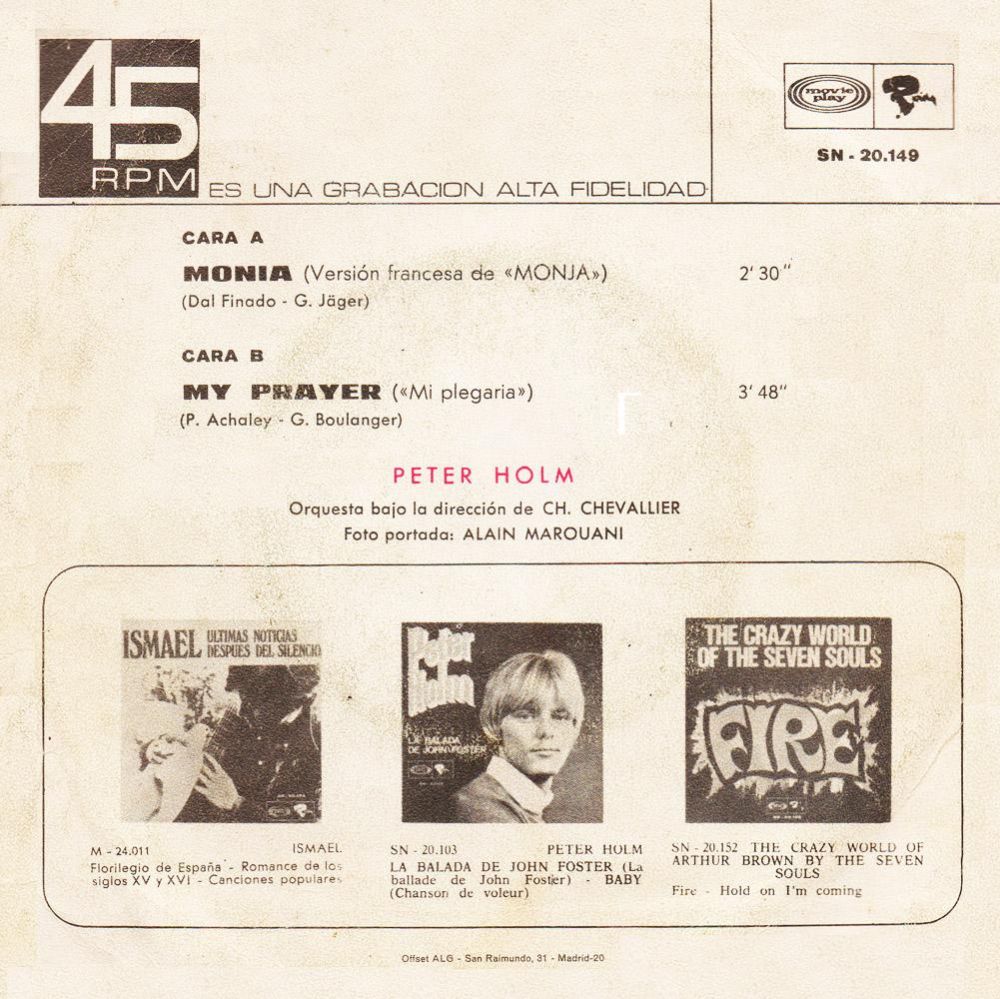 45
RPM
ES UNA GRABACION ALTA FIDELIDAD
movie
play
SN - 20.149
CARA A
MONIA (Versión francesa de «MONJA») 2' 30"
(Dal Finado - G. Jäger)
CARA B
MY PRAYER («Mi plegaria») 3' 48"
(P. Achaley - G. Boulanger)
PETER HOLM
Orquesta bajo la dirección de CH. CHEVALLIER
Foto portada: ALAIN MAROUANI
ISMAEL ULTIMAS NOTICIAS
DESPUES DEL SILENCIO
M - 24.011 ISMAEL
Florilegio de España - Romance de los
siglos XV y XVI - Canciones populares
Peter
Holm
LA BALADA
DE JOHN FOSTER
SN - 20.103 PETER HOLM
LA BALADA DE JOHN FOSTER (La
ballade de John Foster) - BABY
(Chanson de voleur)
THE CRAZY WORLD
OF THE SEVEN SOULS
FIRE
SN - 20.152 THE CRAZY WORLD OF
ARTHUR BROWN BY THE SEVEN
SOULS
Fire - Hold on I'm coming
Offset ALG - San Raimundo, 31 - Madrid-20